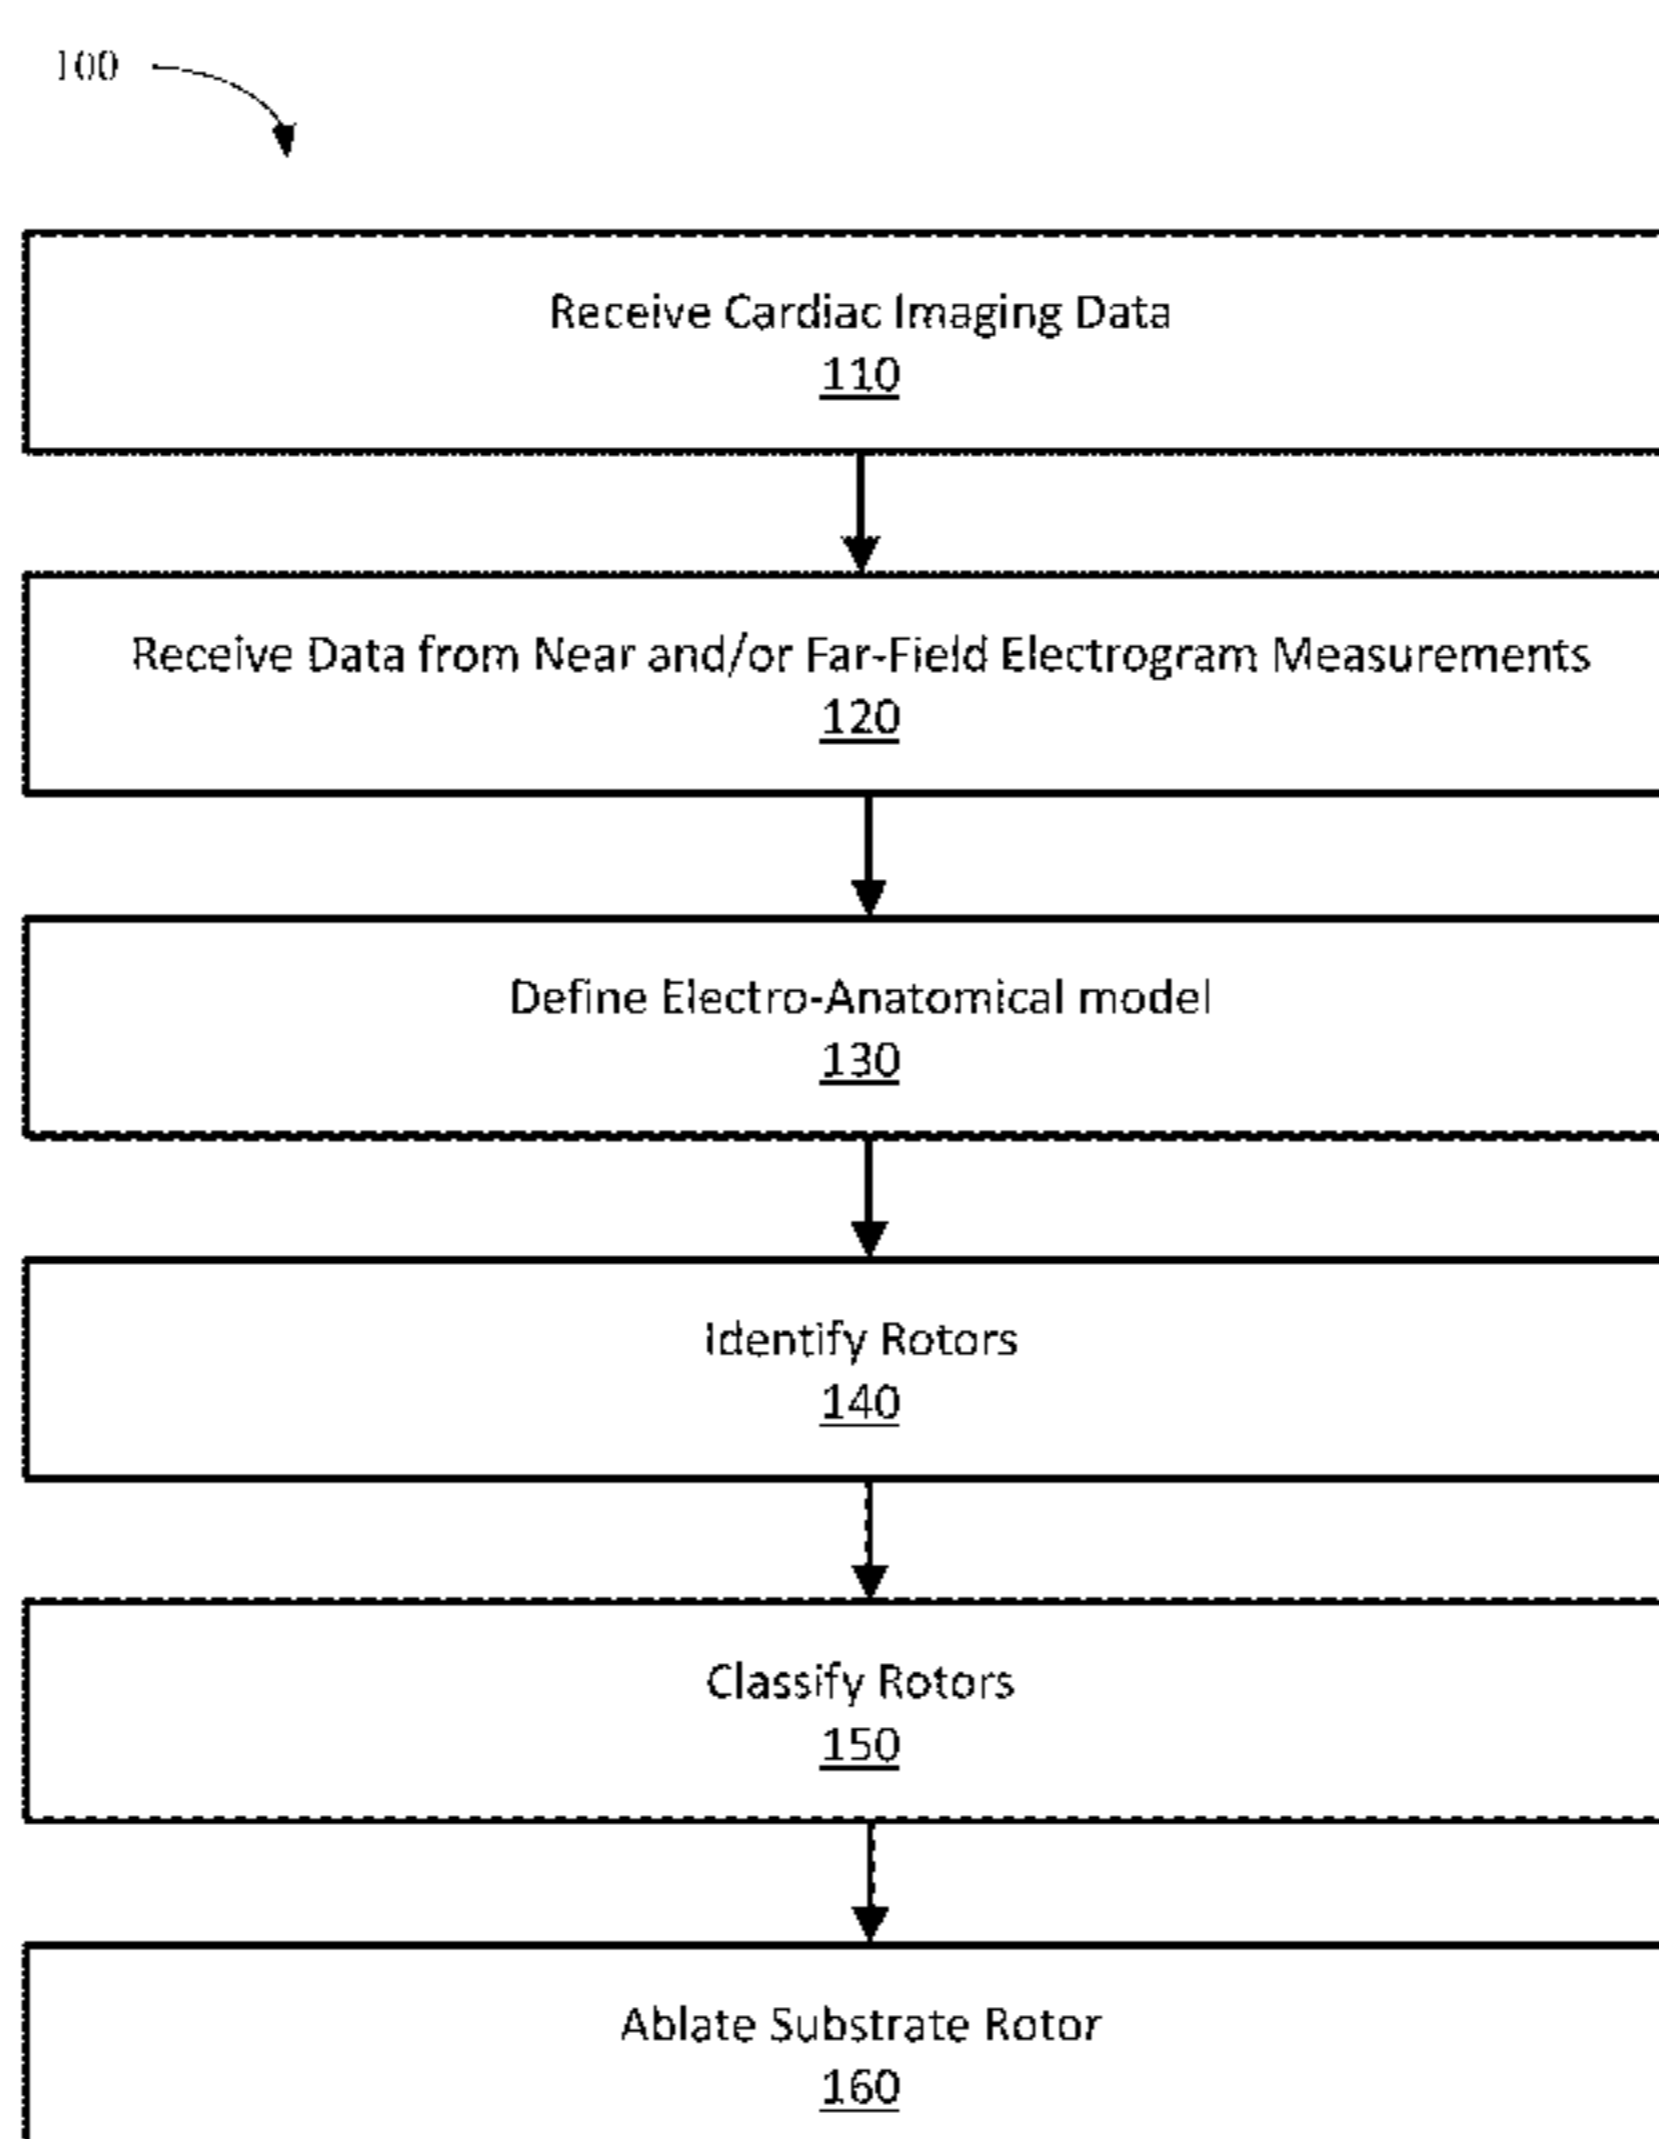 100
Receive Cardiac Imaging Data
110
Receive Data from Near and/or Far-Field Electrogram Measurements
120
Define Electro-Anatomical model
130
Identify Rotors
140
Classify Rotors
150
Ablate Substrate Rotor
160